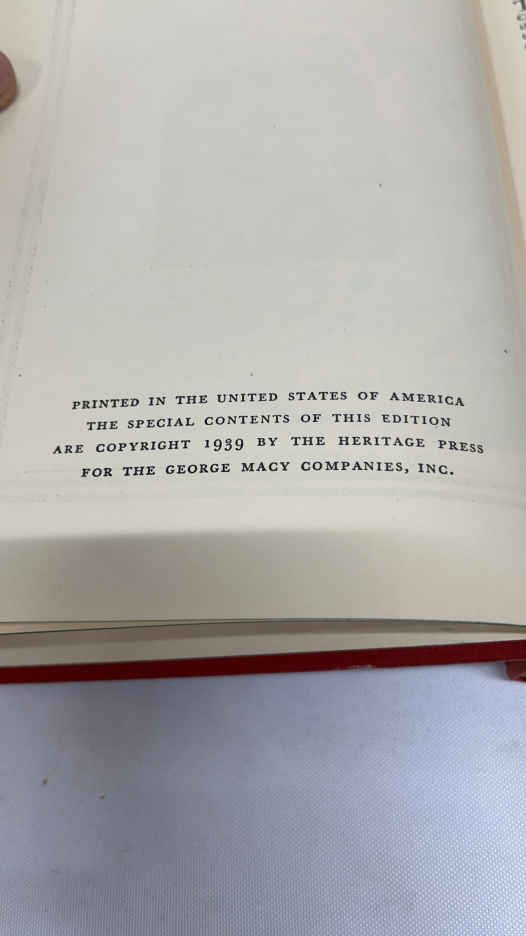 PRINTED IN THE UNITED STATES OF AMERICA
THE SPECIAL CONTENTS OF THIS EDITION
ARE COPYRIGHT 1939 BY THE HERITAGE PRESS
FOR THE GEORGE MACY COMPANIES, INC.